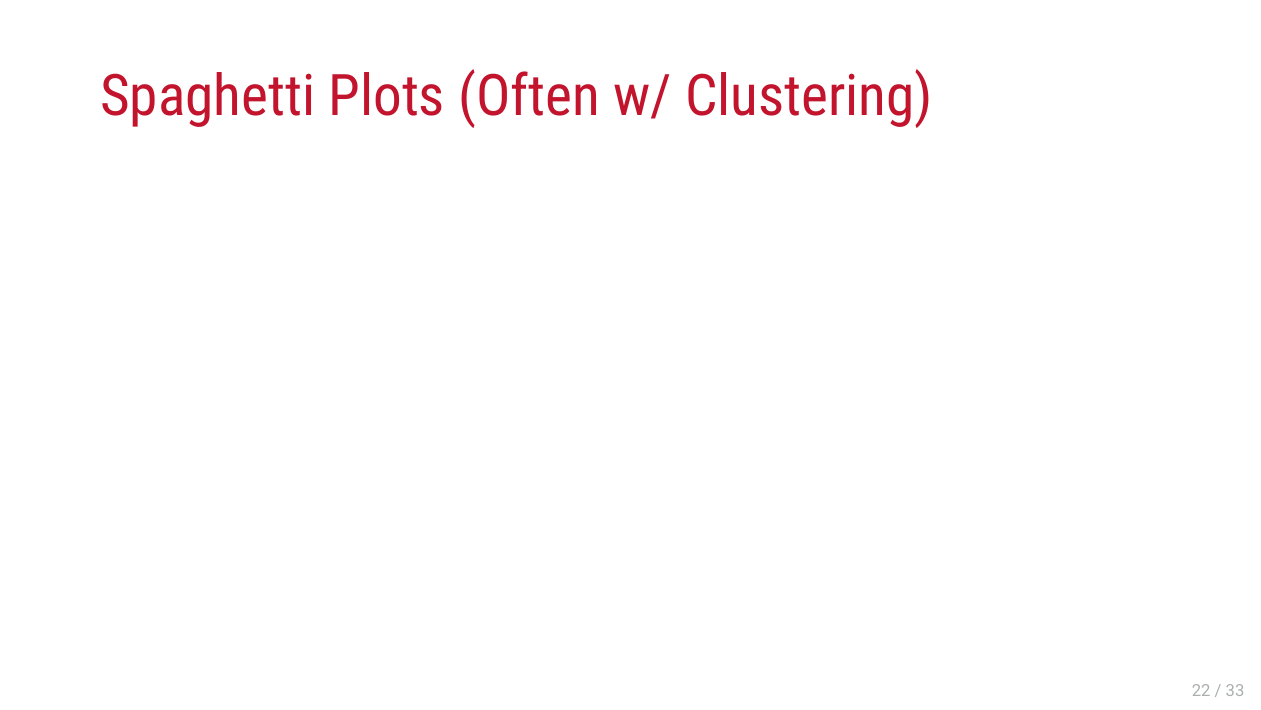 Spaghetti Plots (Often w/ Clustering)
22 / 33